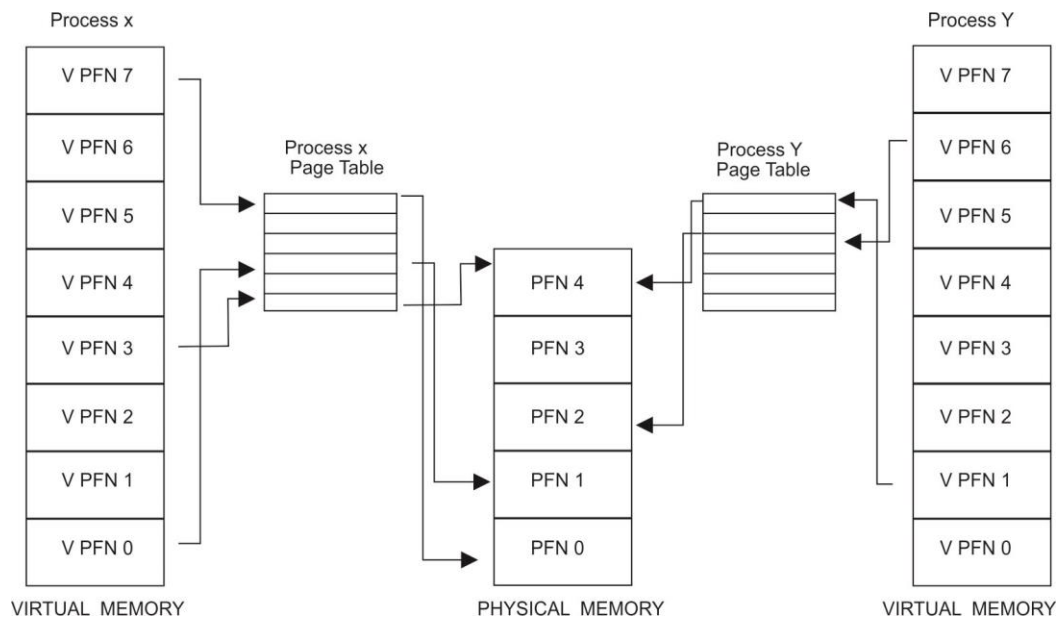 Process x
V PFN 7
V PFN 6
V PFN 5
V PFN 4
V PFN 3
V PFN 2
V PFN 1
V PFN 0
VIRTUAL MEMORY
Process x
Page Table
PFN 4
PFN 3
PFN 2
PFN 1
PFN 0
PHYSICAL MEMORY
Process Y
Page Table
Process Y
V PFN 7
V PFN 6
V PFN 5
V PFN 4
V PFN 3
V PFN 2
V PFN 1
V PFN 0
VIRTUAL MEMORY